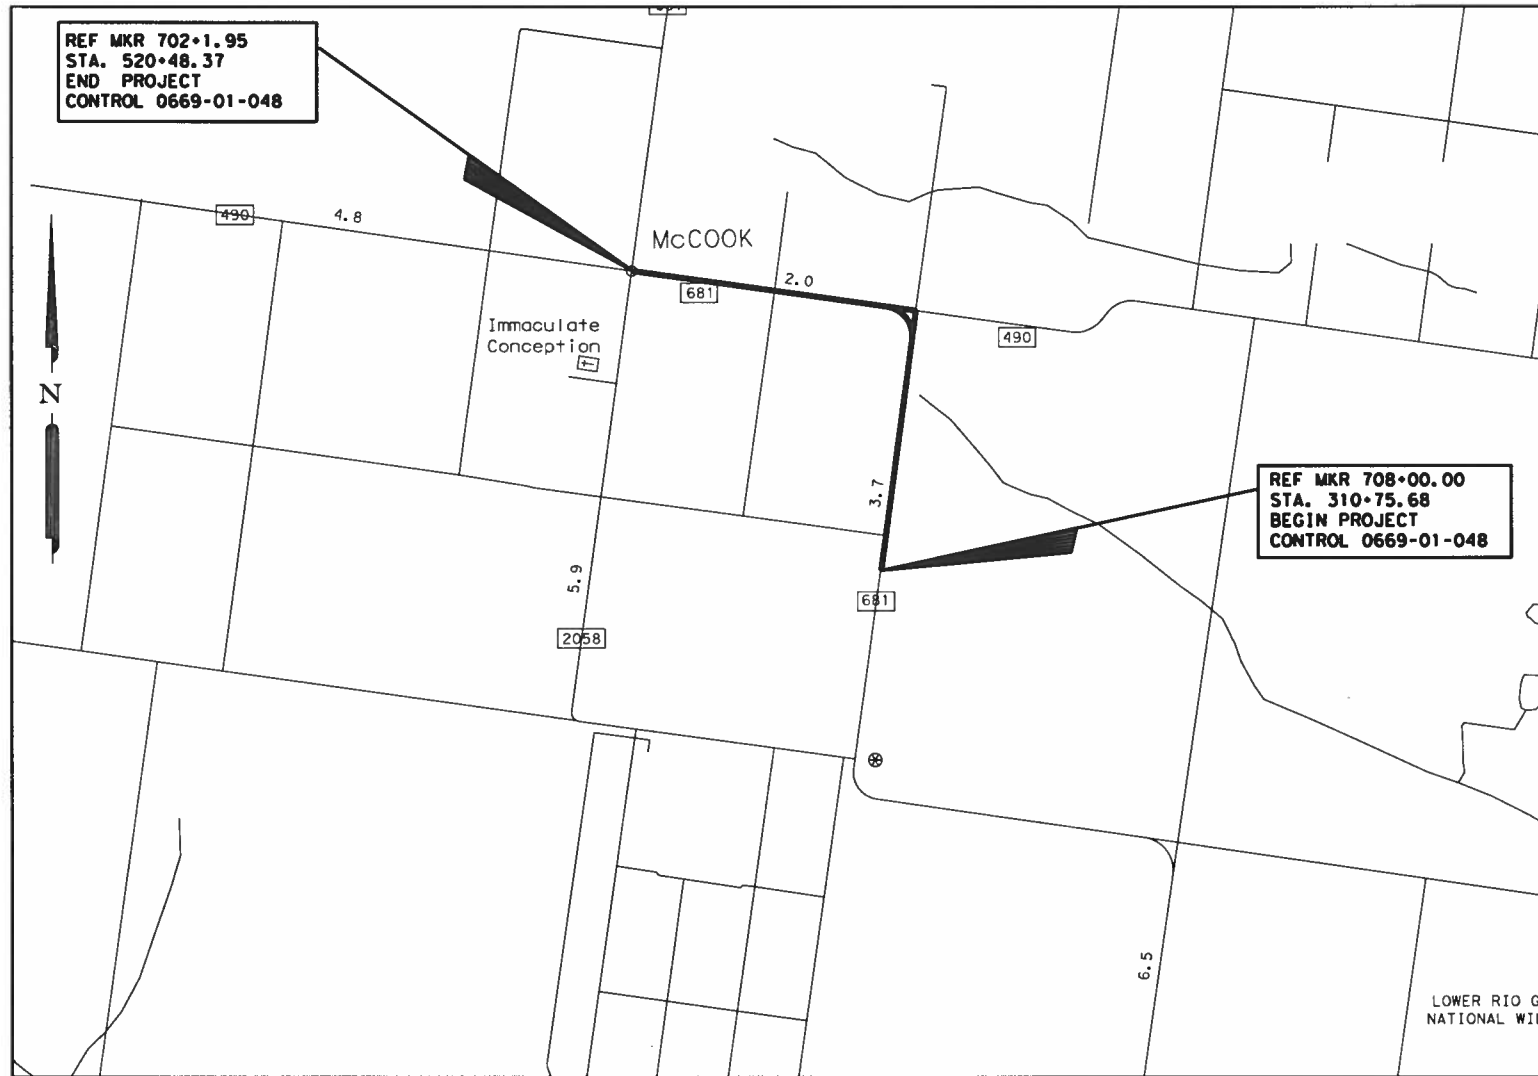 REF MKR 702+1.95
STA. 520+48.37
END PROJECT
CONTROL 0669-01-048
490
4.8
McCOOK
681
2.0
490
Immaculate
Conception
N
3.7
REF MKR 708+00.00
STA. 310+75.68
BEGIN PROJECT
CONTROL 0669-01-048
5.9
681
2058
6.5
LOWER RIO G
NATIONAL WI